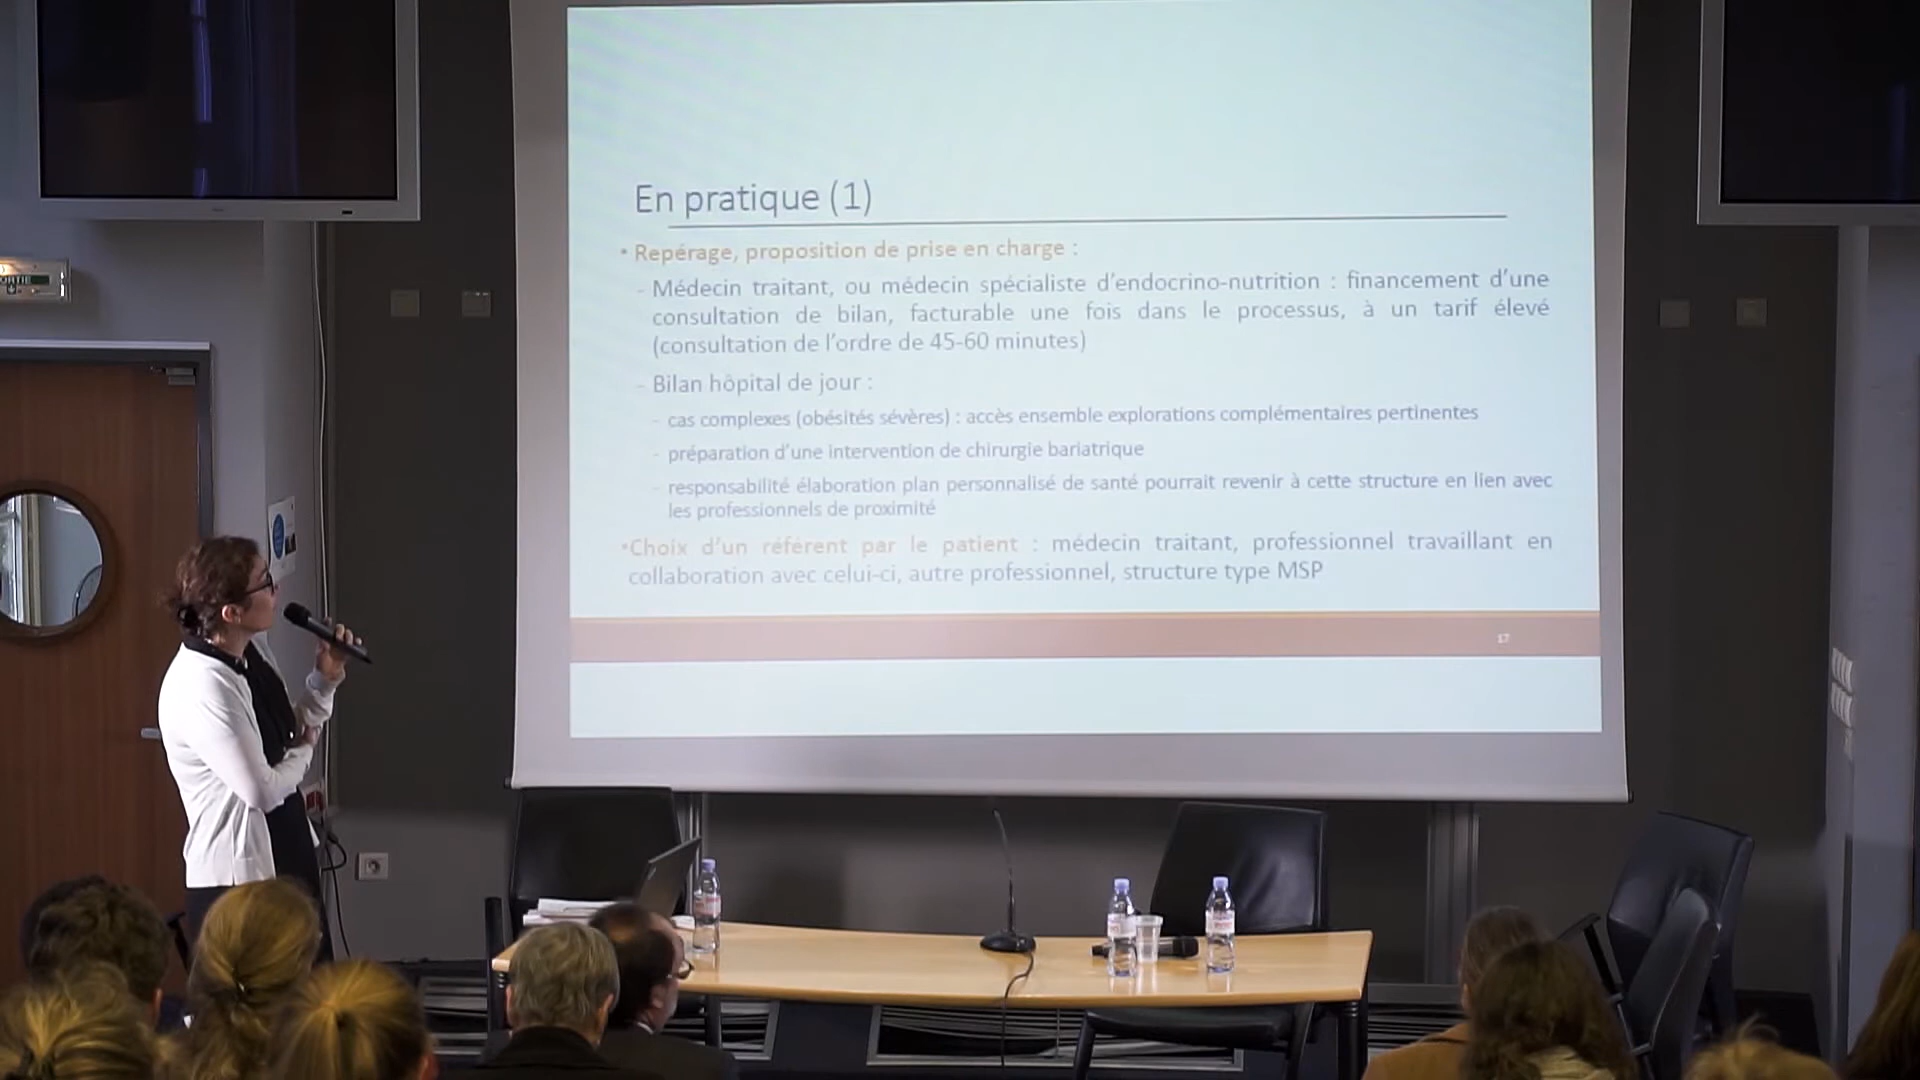 En pratique (1)
• Repérage, proposition de prise en charge :
- Médecin traitant, ou médecin spécialiste d'endocrino-nutrition : financement d'une
consultation de bilan, facturable une fois dans le processus, à un tarif élevé
(consultation de l'ordre de 45-60 minutes)
- Bilan hôpital de jour :
- cas complexes (obésités sévères) : accès ensemble explorations complémentaires pertinentes
- préparation d'une intervention de chirurgie bariatrique
- responsabilité élaboration plan personnalisé de santé pourrait revenir à cette structure en lien avec
les professionnels de proximité
•Choix d'un référent par le patient : médecin traitant, professionnel travaillant en
collaboration avec celui-ci, autre professionnel, structure type MSP
17